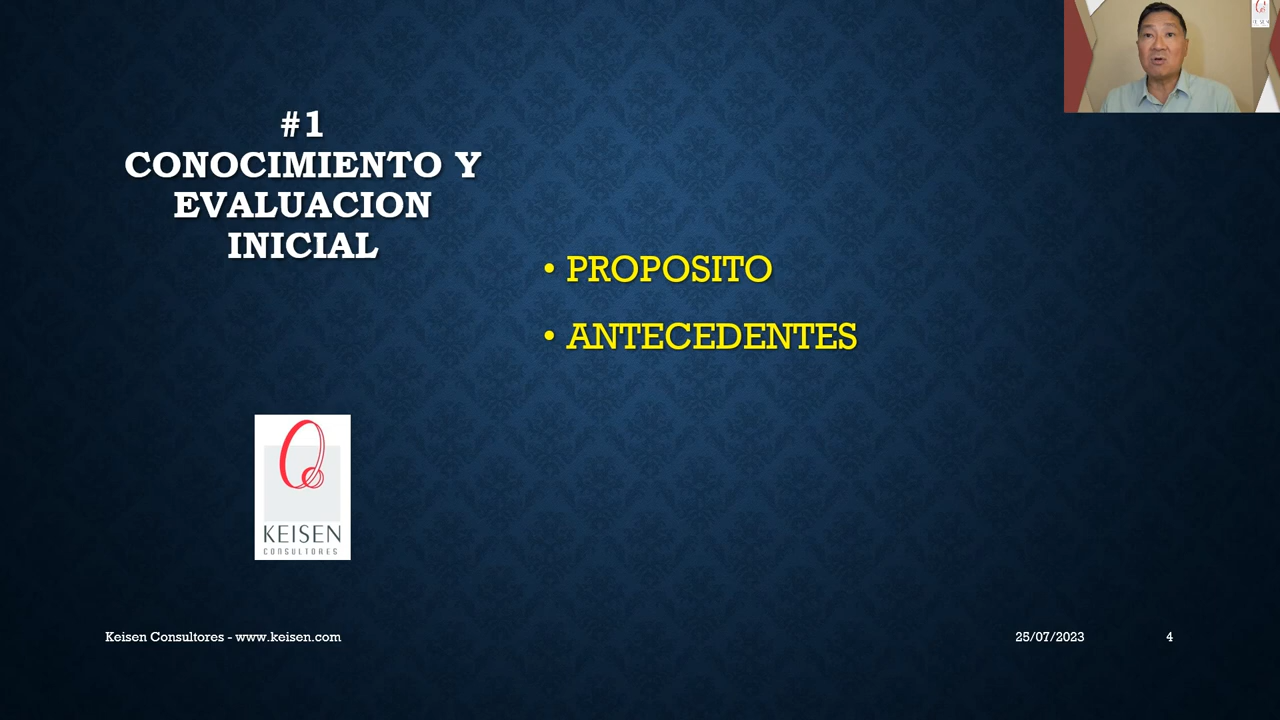 #1
CONOCIMIENTO Y
EVALUACION
INICIAL
• PROPOSITO
• ANTECEDENTES
KEISEN
CONSULTORES
Keisen Consultores - www.keisen.com
25/07/2023
4